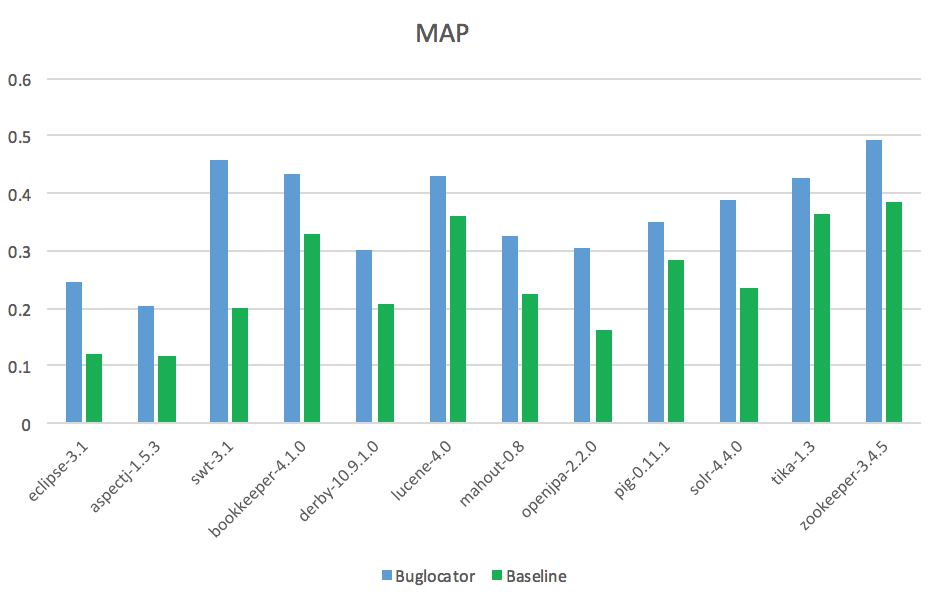 MAP
0.6
0.5
0.4
0.3
0.2
0.1
0
eclipse-3.1
aspectj-1.5.3
swt-3.1
bookkeeper-4.1.0
derby-10.9.1.0
lucene-4.0
mahout-0.8
openjpa-2.2.0
pig-0.11.1
solr-4.4.0
tika-1.3
zookeeper-3.4.5
Buglocator Baseline